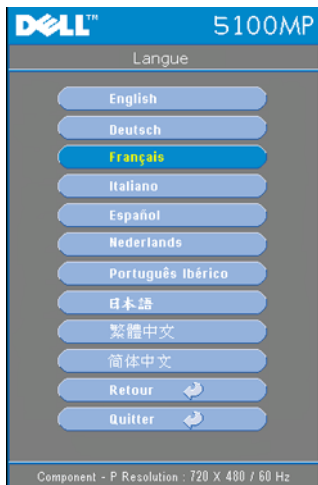 DELL™ 5100MP
Langue
English
Deutsch
Français
Italiano
Español
Nederlands
Português Ibérico
日本語
繁體中文
简体中文
Retour
Quitter
Component - P Resolution : 720 X 480 / 60 Hz